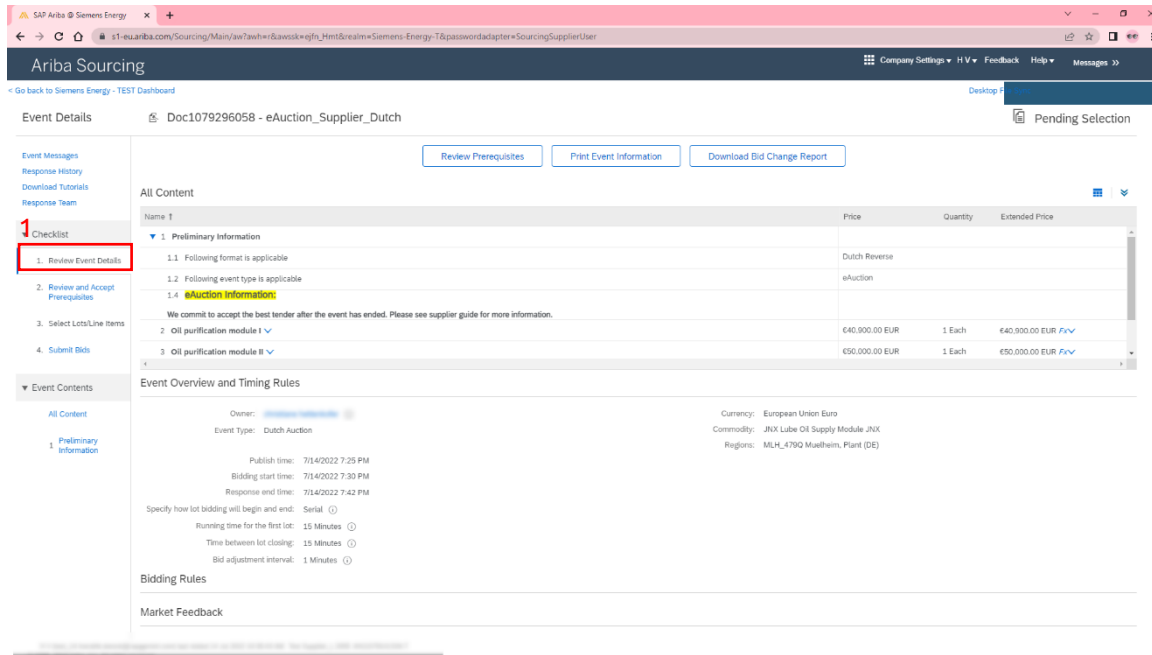 SAP Ariba @ Siemens Energy
s1-eu.ariba.com/Sourcing/Main/aw?awh=r&awssk=ejfn_Hmt&realm=Siemens-Energy-T&passwordadapter=SourcingSupplierUser
Ariba Sourcing
Company Settings H V Feedback Help Messages >>
< Go back to Siemens Energy - TEST Dashboard
Desktop
Event Details
Doc1079296058 - eAuction_Supplier_Dutch
Pending Selection
Event Messages
Response History
Download Tutorials
Response Team
Review Prerequisites
Print Event Information
Download Bid Change Report
1
Checklist
1. Review Event Details
2. Review and Accept
Prerequisites
3. Select Lots/Line Items
4. Submit Bids
Event Contents
All Content
1 Preliminary
Information
All Content
Name ↑ Price Quantity Extended Price
1 Preliminary Information
1.1 Following format is applicable Dutch Reverse
1.2 Following event type is applicable eAuction
1.4 eAuction Information:
We commit to accept the best tender after the event has ended. Please see supplier guide for more information.
2 Oil purification module I €40,900.00 EUR 1 Each €40,900.00 EUR Fx
3 Oil purification module II €50,000.00 EUR 1 Each €50,000.00 EUR Fx
Event Overview and Timing Rules
Owner:
Event Type: Dutch Auction
Publish time: 7/14/2022 7:25 PM
Bidding start time: 7/14/2022 7:30 PM
Response end time: 7/14/2022 7:42 PM
Specify how lot bidding will begin and end: Serial
Running time for the first lot: 15 Minutes
Time between lot closing: 15 Minutes
Bid adjustment interval: 1 Minutes
Currency: European Union Euro
Commodity: JNX Lube Oil Supply Module JNX
Regions: MLH_479Q Muelheim, Plant (DE)
Bidding Rules
Market Feedback